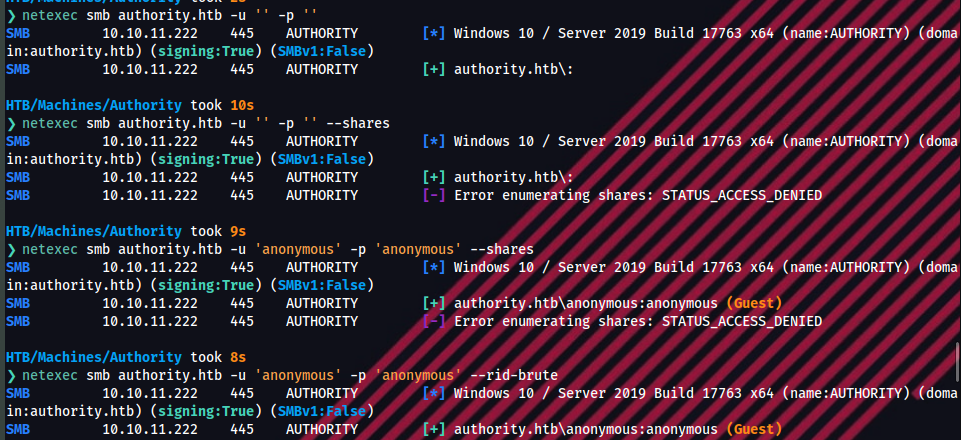 HTB/Machines/Authority took
❯ netexec smb authority.htb -u '' -p ''
SMB 10.10.11.222 445 AUTHORITY [*] Windows 10 / Server 2019 Build 17763 x64 (name:AUTHORITY) (doma
in:authority.htb) (signing:True) (SMBv1:False)
SMB 10.10.11.222 445 AUTHORITY [+] authority.htb\:
HTB/Machines/Authority took 10s
❯ netexec smb authority.htb -u '' -p '' --shares
SMB 10.10.11.222 445 AUTHORITY [*] Windows 10 / Server 2019 Build 17763 x64 (name:AUTHORITY) (doma
in:authority.htb) (signing:True) (SMBv1:False)
SMB 10.10.11.222 445 AUTHORITY [+] authority.htb\:
SMB 10.10.11.222 445 AUTHORITY [-] Error enumerating shares: STATUS_ACCESS_DENIED
HTB/Machines/Authority took 9s
❯ netexec smb authority.htb -u 'anonymous' -p 'anonymous' --shares
SMB 10.10.11.222 445 AUTHORITY [*] Windows 10 / Server 2019 Build 17763 x64 (name:AUTHORITY) (doma
in:authority.htb) (signing:True) (SMBv1:False)
SMB 10.10.11.222 445 AUTHORITY [+] authority.htb\anonymous:anonymous (Guest)
SMB 10.10.11.222 445 AUTHORITY [-] Error enumerating shares: STATUS_ACCESS_DENIED
HTB/Machines/Authority took 8s
❯ netexec smb authority.htb -u 'anonymous' -p 'anonymous' --rid-brute
SMB 10.10.11.222 445 AUTHORITY [*] Windows 10 / Server 2019 Build 17763 x64 (name:AUTHORITY) (doma
in:authority.htb) (signing:True) (SMBv1:False)
SMB 10.10.11.222 445 AUTHORITY [+] authority.htb\anonymous:anonymous (Guest)